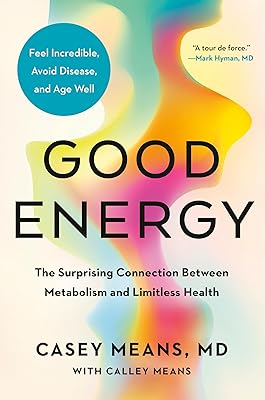 Feel Incredible,
Avoid Disease,
and Age Well
"A tour de force."
—Mark Hyman, MD
GOOD
ENERGY
The Surprising Connection Between
Metabolism and Limitless Health
CASEY MEANS, MD
WITH CALLEY MEANS